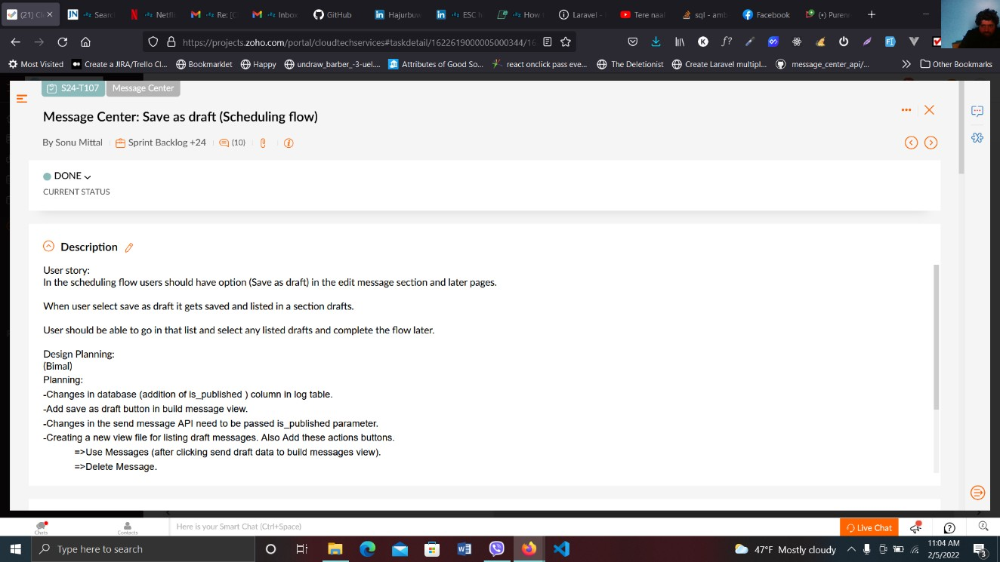 (21) Cl
Searc
Netfl
Re: [C
Inbox
GitHub
Hajurbuw
ESC h
How
Laravel -
Tere naal
sql - amb
Facebook
(•) Puren
https://projects.zoho.com/portal/cloudtechservices#taskdetail/1622619000005000344/16
Most Visited
Create a JIRA/Trello Cl...
Bookmarklet
Happy
undraw_barber_-3-uel....
Attributes of Good So...
react onclick pass eve...
The Deletionist
Create Laravel multipl...
message_center_api/...
Other Bookmarks
S24-T107 Message Center
Message Center: Save as draft (Scheduling flow)
By Sonu Mittal Sprint Backlog +24 (10)
DONE
CURRENT STATUS
Description
User story:
In the scheduling flow users should have option (Save as draft) in the edit message section and later pages.
When user select save as draft it gets saved and listed in a section drafts.
User should be able to go in that list and select any listed drafts and complete the flow later.
Design Planning:
(Bimal)
Planning:
-Changes in database (addition of is_published ) column in log table.
-Add save as draft button in build message view.
-Changes in the send message API need to be passed is_published parameter.
-Creating a new view file for listing draft messages. Also Add these actions buttons.
=>Use Messages (after clicking send draft data to build messages view).
=>Delete Message.
Chats
Contacts
Here is your Smart Chat (Ctrl+Space)
Live Chat
Type here to search
47°F Mostly cloudy
11:04 AM
2/5/2022
3